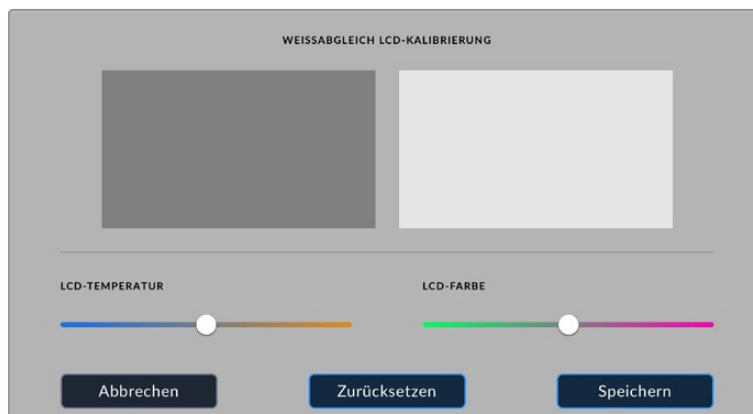 WEISSABGLEICH LCD-KALIBRIERUNG
LCD-TEMPERATUR LCD-FARBE
Abbrechen Zurücksetzen Speichern